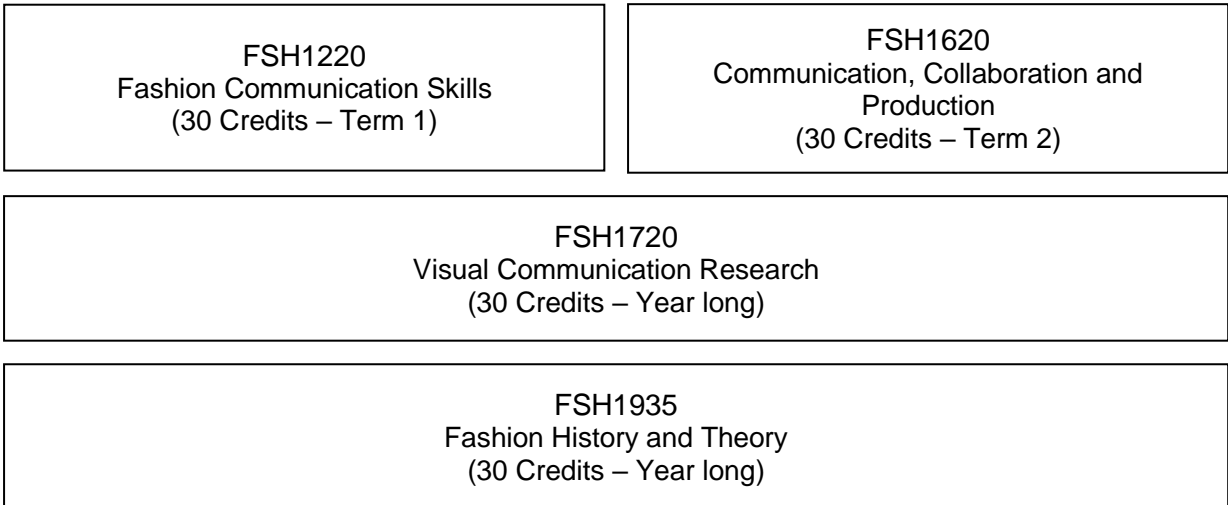 FSH1220
Fashion Communication Skills
(30 Credits – Term 1)
FSH1620
Communication, Collaboration and
Production
(30 Credits – Term 2)
FSH1720
Visual Communication Research
(30 Credits – Year long)
FSH1935
Fashion History and Theory
(30 Credits – Year long)